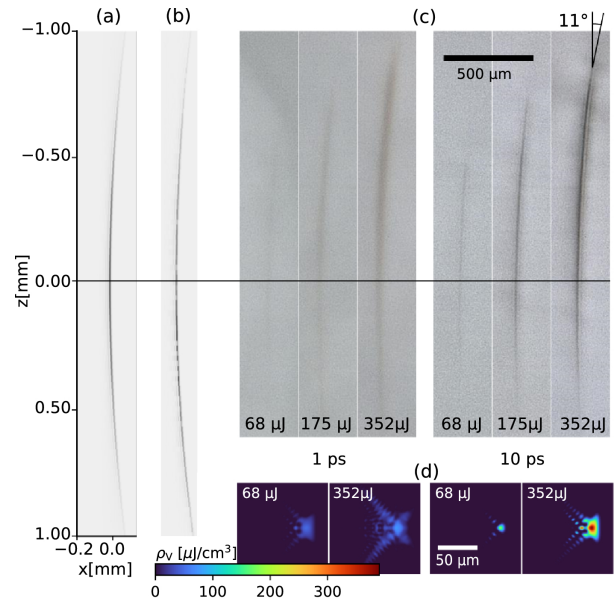 (a) (b) (c) 11°
−1.00
500 µm
−0.50
z[mm]
0.00
0.50
68 µJ 175 µJ 352µJ 68 µJ 175µJ 352µJ
1 ps 10 ps
(d)
68 µJ 352µJ 68 µJ 352µJ
1.00
−0.2 0.0
x[mm]
50 µm
ρV [µJ/cm³]
0 100 200 300